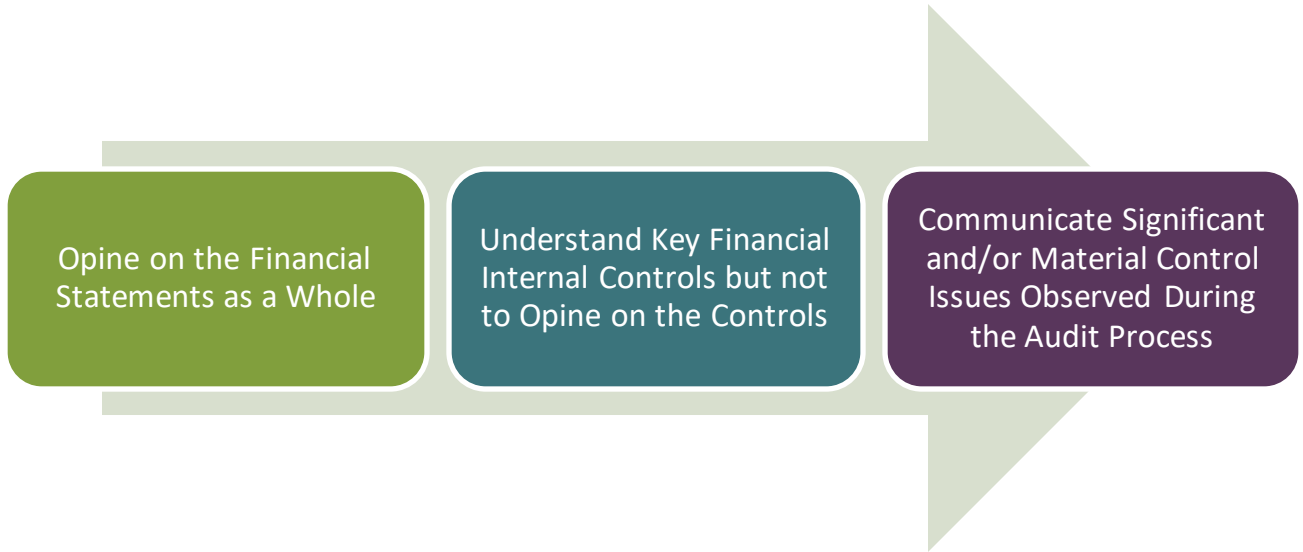 Opine on the Financial
Statements as a Whole
Understand Key Financial
Internal Controls but not
to Opine on the Controls
Communicate Significant
and/or Material Control
Issues Observed During
the Audit Process